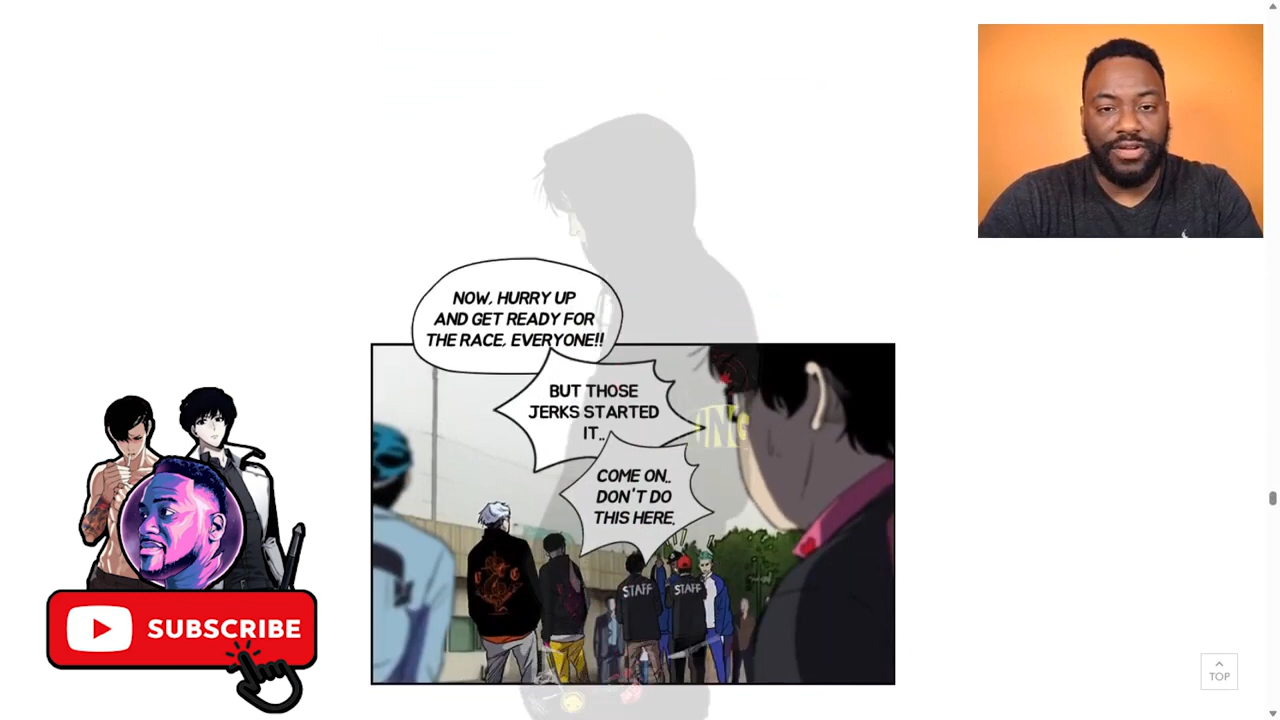 NOW, HURRY UP
AND GET READY FOR
THE RACE, EVERYONE!!
BUT THOSE
JERKS STARTED
IT..
ING
COME ON..
DON'T DO
THIS HERE.
STAFF
STAFF
SUBSCRIBE
TOP